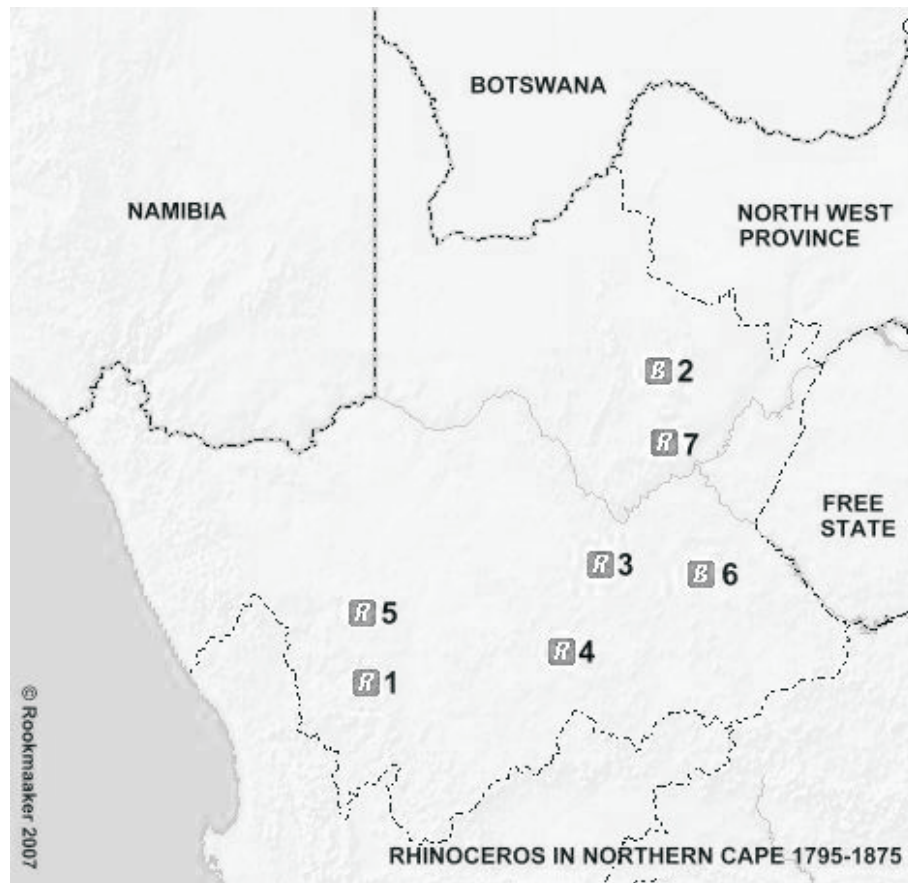 BOTSWANA
NAMIBIA
NORTH WEST
PROVINCE
B 2
R 7
FREE
STATE
R 3
B 6
R 5
R 4
R 1
© Rookmaaker 2007
RHINOCEROS IN NORTHERN CAPE 1795-1875